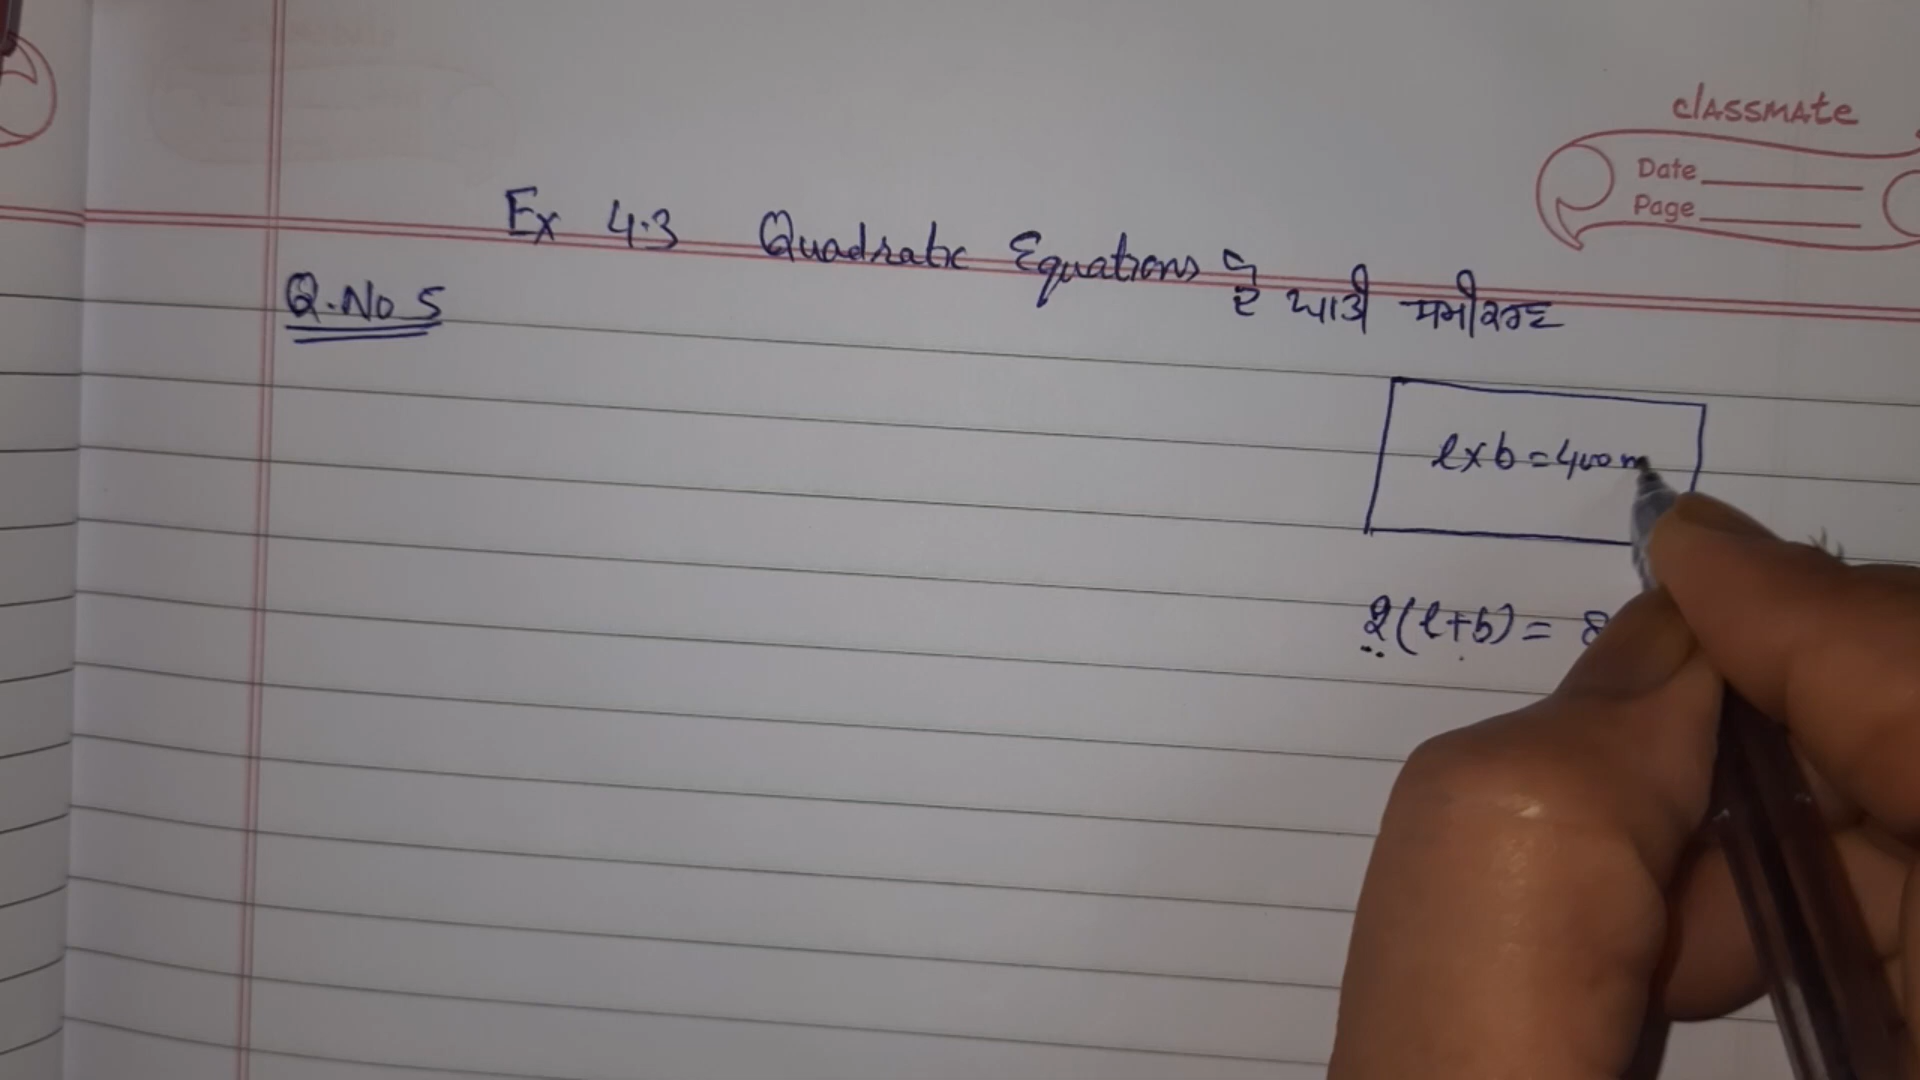 classmate
Date
Page
Ex 4.3 Quadratic Equations ਦੋ ਘਾਤੀ ਸਮੀਕਰਣ
Q.No 5
l×b=400m
2(l+b)= 8